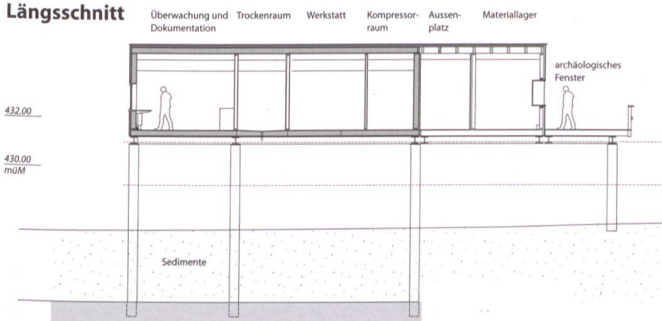 Längsschnitt
Überwachung und
Dokumentation
Trockenraum
Werkstatt
Kompressor-
raum
Aussen-
platz
Materiallager
archäologisches
Fenster
432.00
430.00
müM
Sedimente